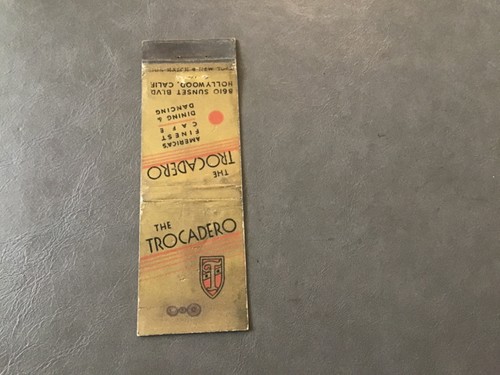 THE
TROCADERO
T
THE
TROCADERO
AMERICA'S
FINEST
CAFE
DINING &
DANCING
8610 SUNSET BLVD.
HOLLYWOOD, CALIF.